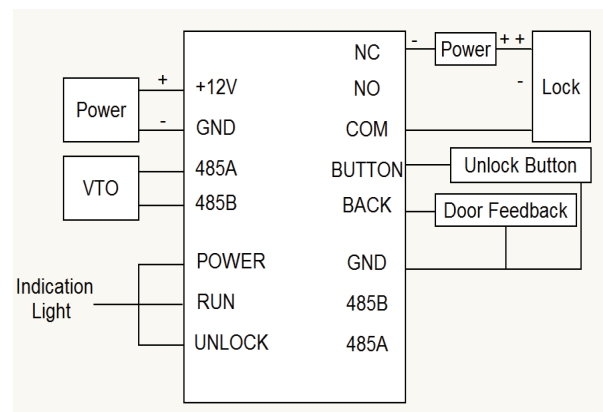 Power
+
-
VTO
Indication
Light
+12V
GND
485A
485B
POWER
RUN
UNLOCK
NC
NO
COM
BUTTON
BACK
GND
485B
485A
-
Power
+ +
-
Lock
Unlock Button
Door Feedback